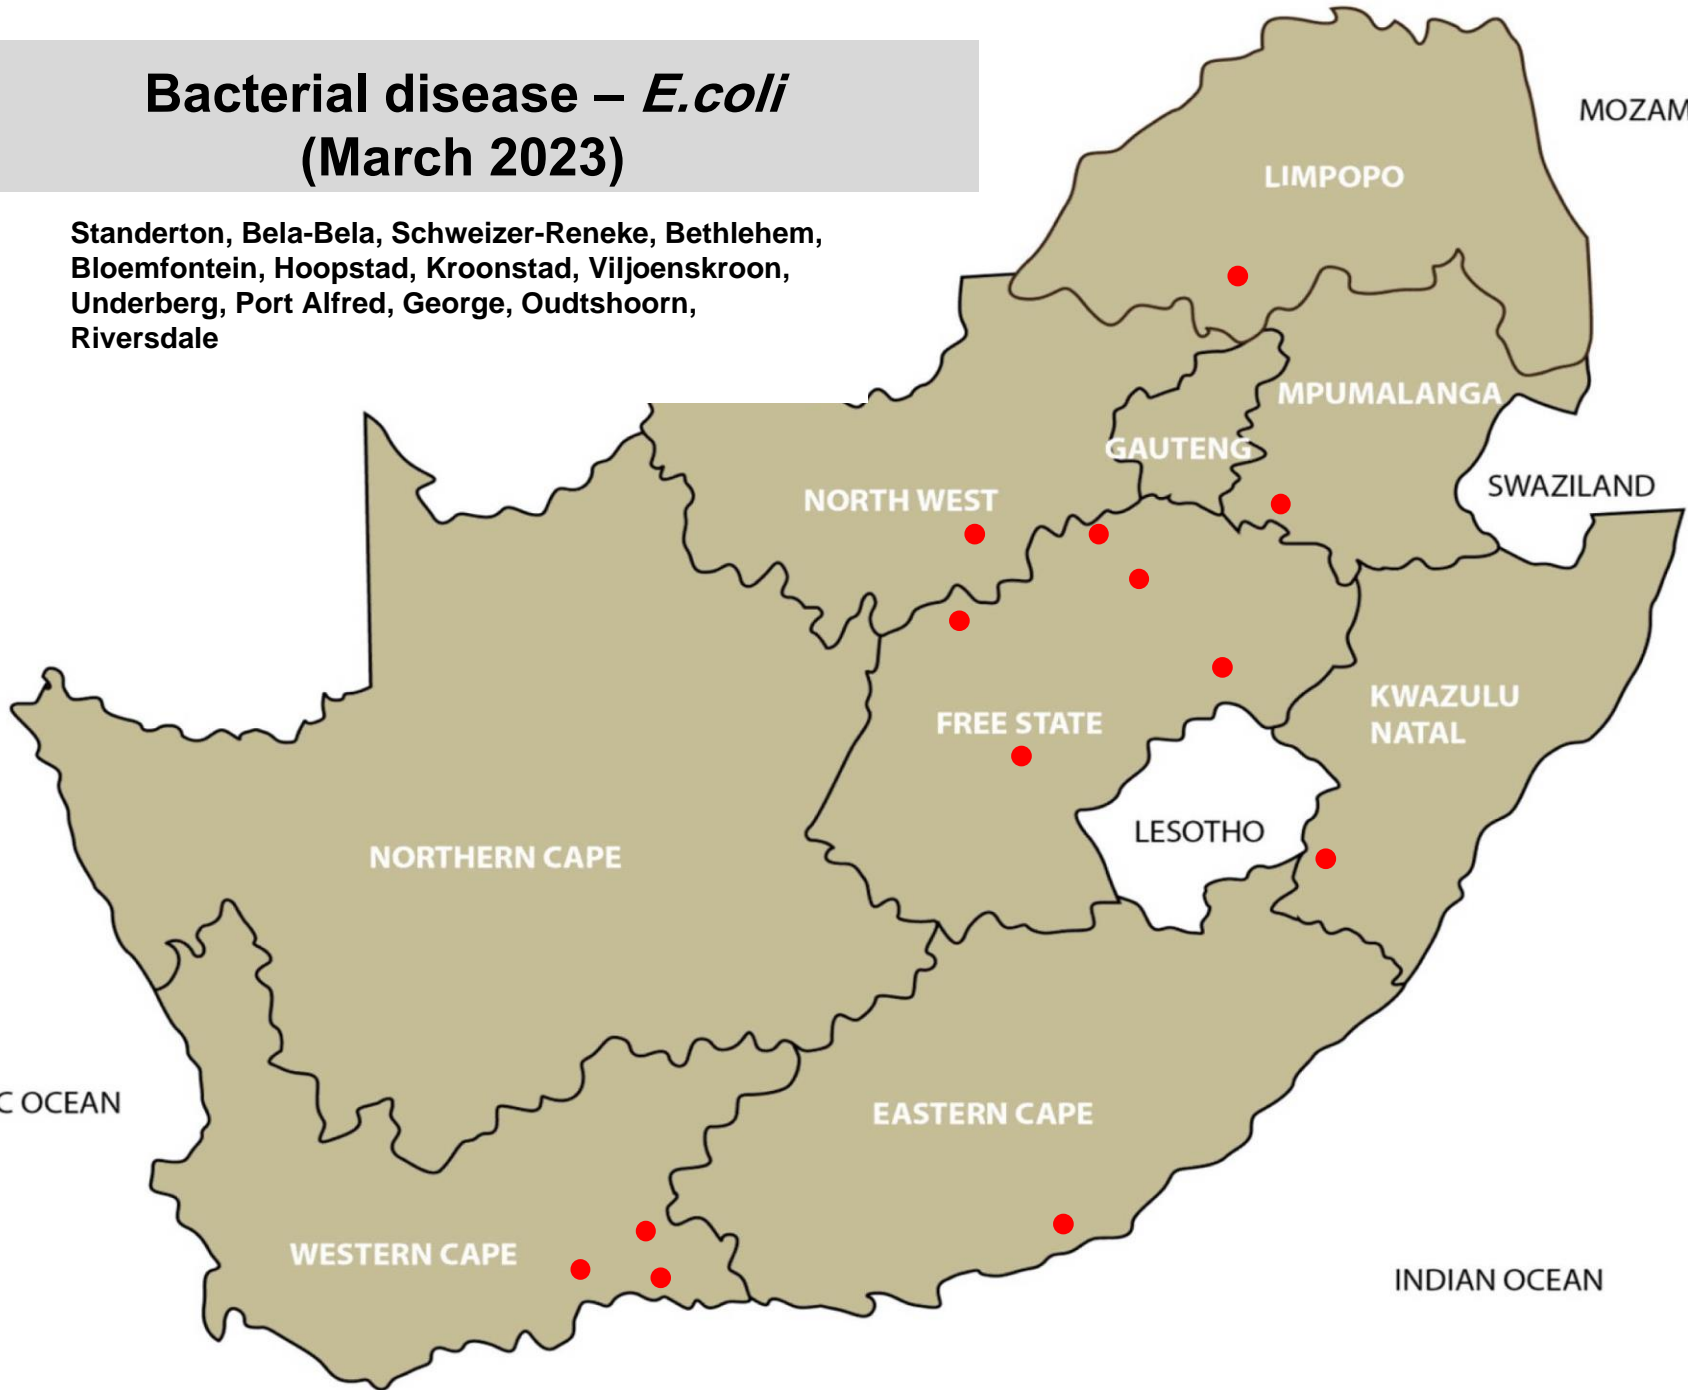 Bacterial disease – E.coli
(March 2023)
Standerton, Bela-Bela, Schweizer-Reneke, Bethlehem,
Bloemfontein, Hoopstad, Kroonstad, Viljoenskroon,
Underberg, Port Alfred, George, Oudtshoorn,
Riversdale
MOZAM
LIMPOPO
MPUMALANGA
GAUTENG
SWAZILAND
NORTH WEST
KWAZULU
NATAL
FREE STATE
LESOTHO
NORTHERN CAPE
C OCEAN
EASTERN CAPE
WESTERN CAPE
INDIAN OCEAN